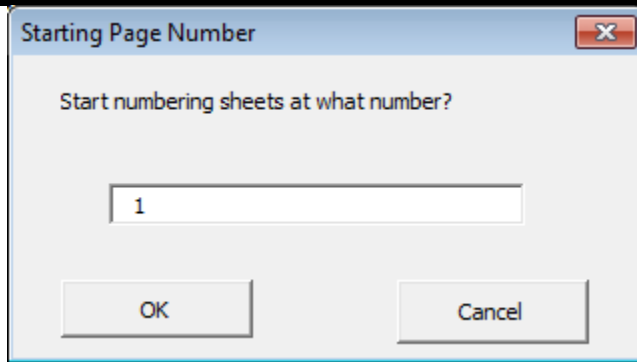 Starting Page Number
Start numbering sheets at what number?
1
OK
Cancel